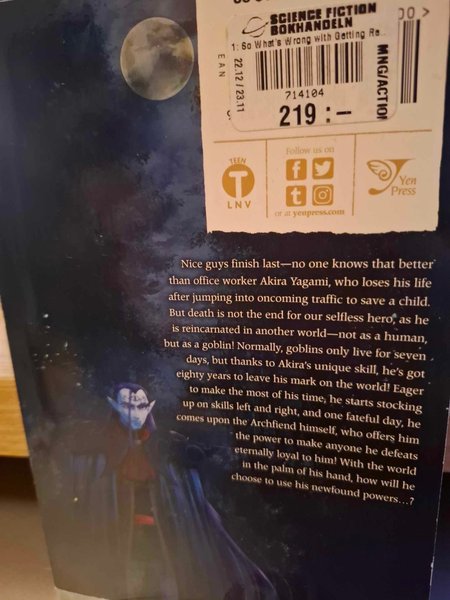 SCIENCE FICTION
BOKHANDELN
1: So What's Wrong with Getting Re..
22.12 / 23.11
MNG/ACTIO
714104
219 :-
EAN
00 >
Follow us on
TEEN
T
LNV
f
t
or at yenpress.com
Yen
Press
Nice guys finish last—no one knows that better
than office worker Akira Yagami, who loses his life
after jumping into oncoming traffic to save a child.
But death is not the end for our selfless hero, as he
is reincarnated in another world—not as a human,
but as a goblin! Normally, goblins only live for seven
days, but thanks to Akira's unique skill, he's got
eighty years to leave his mark on the world! Eager
to make the most of his time, he starts stocking
up on skills left and right, and one fateful day, he
comes upon the Archfiend himself, who offers him
the power to make anyone he defeats
eternally loyal to him! With the world
in the palm of his hand, how will he
choose to use his newfound powers...?